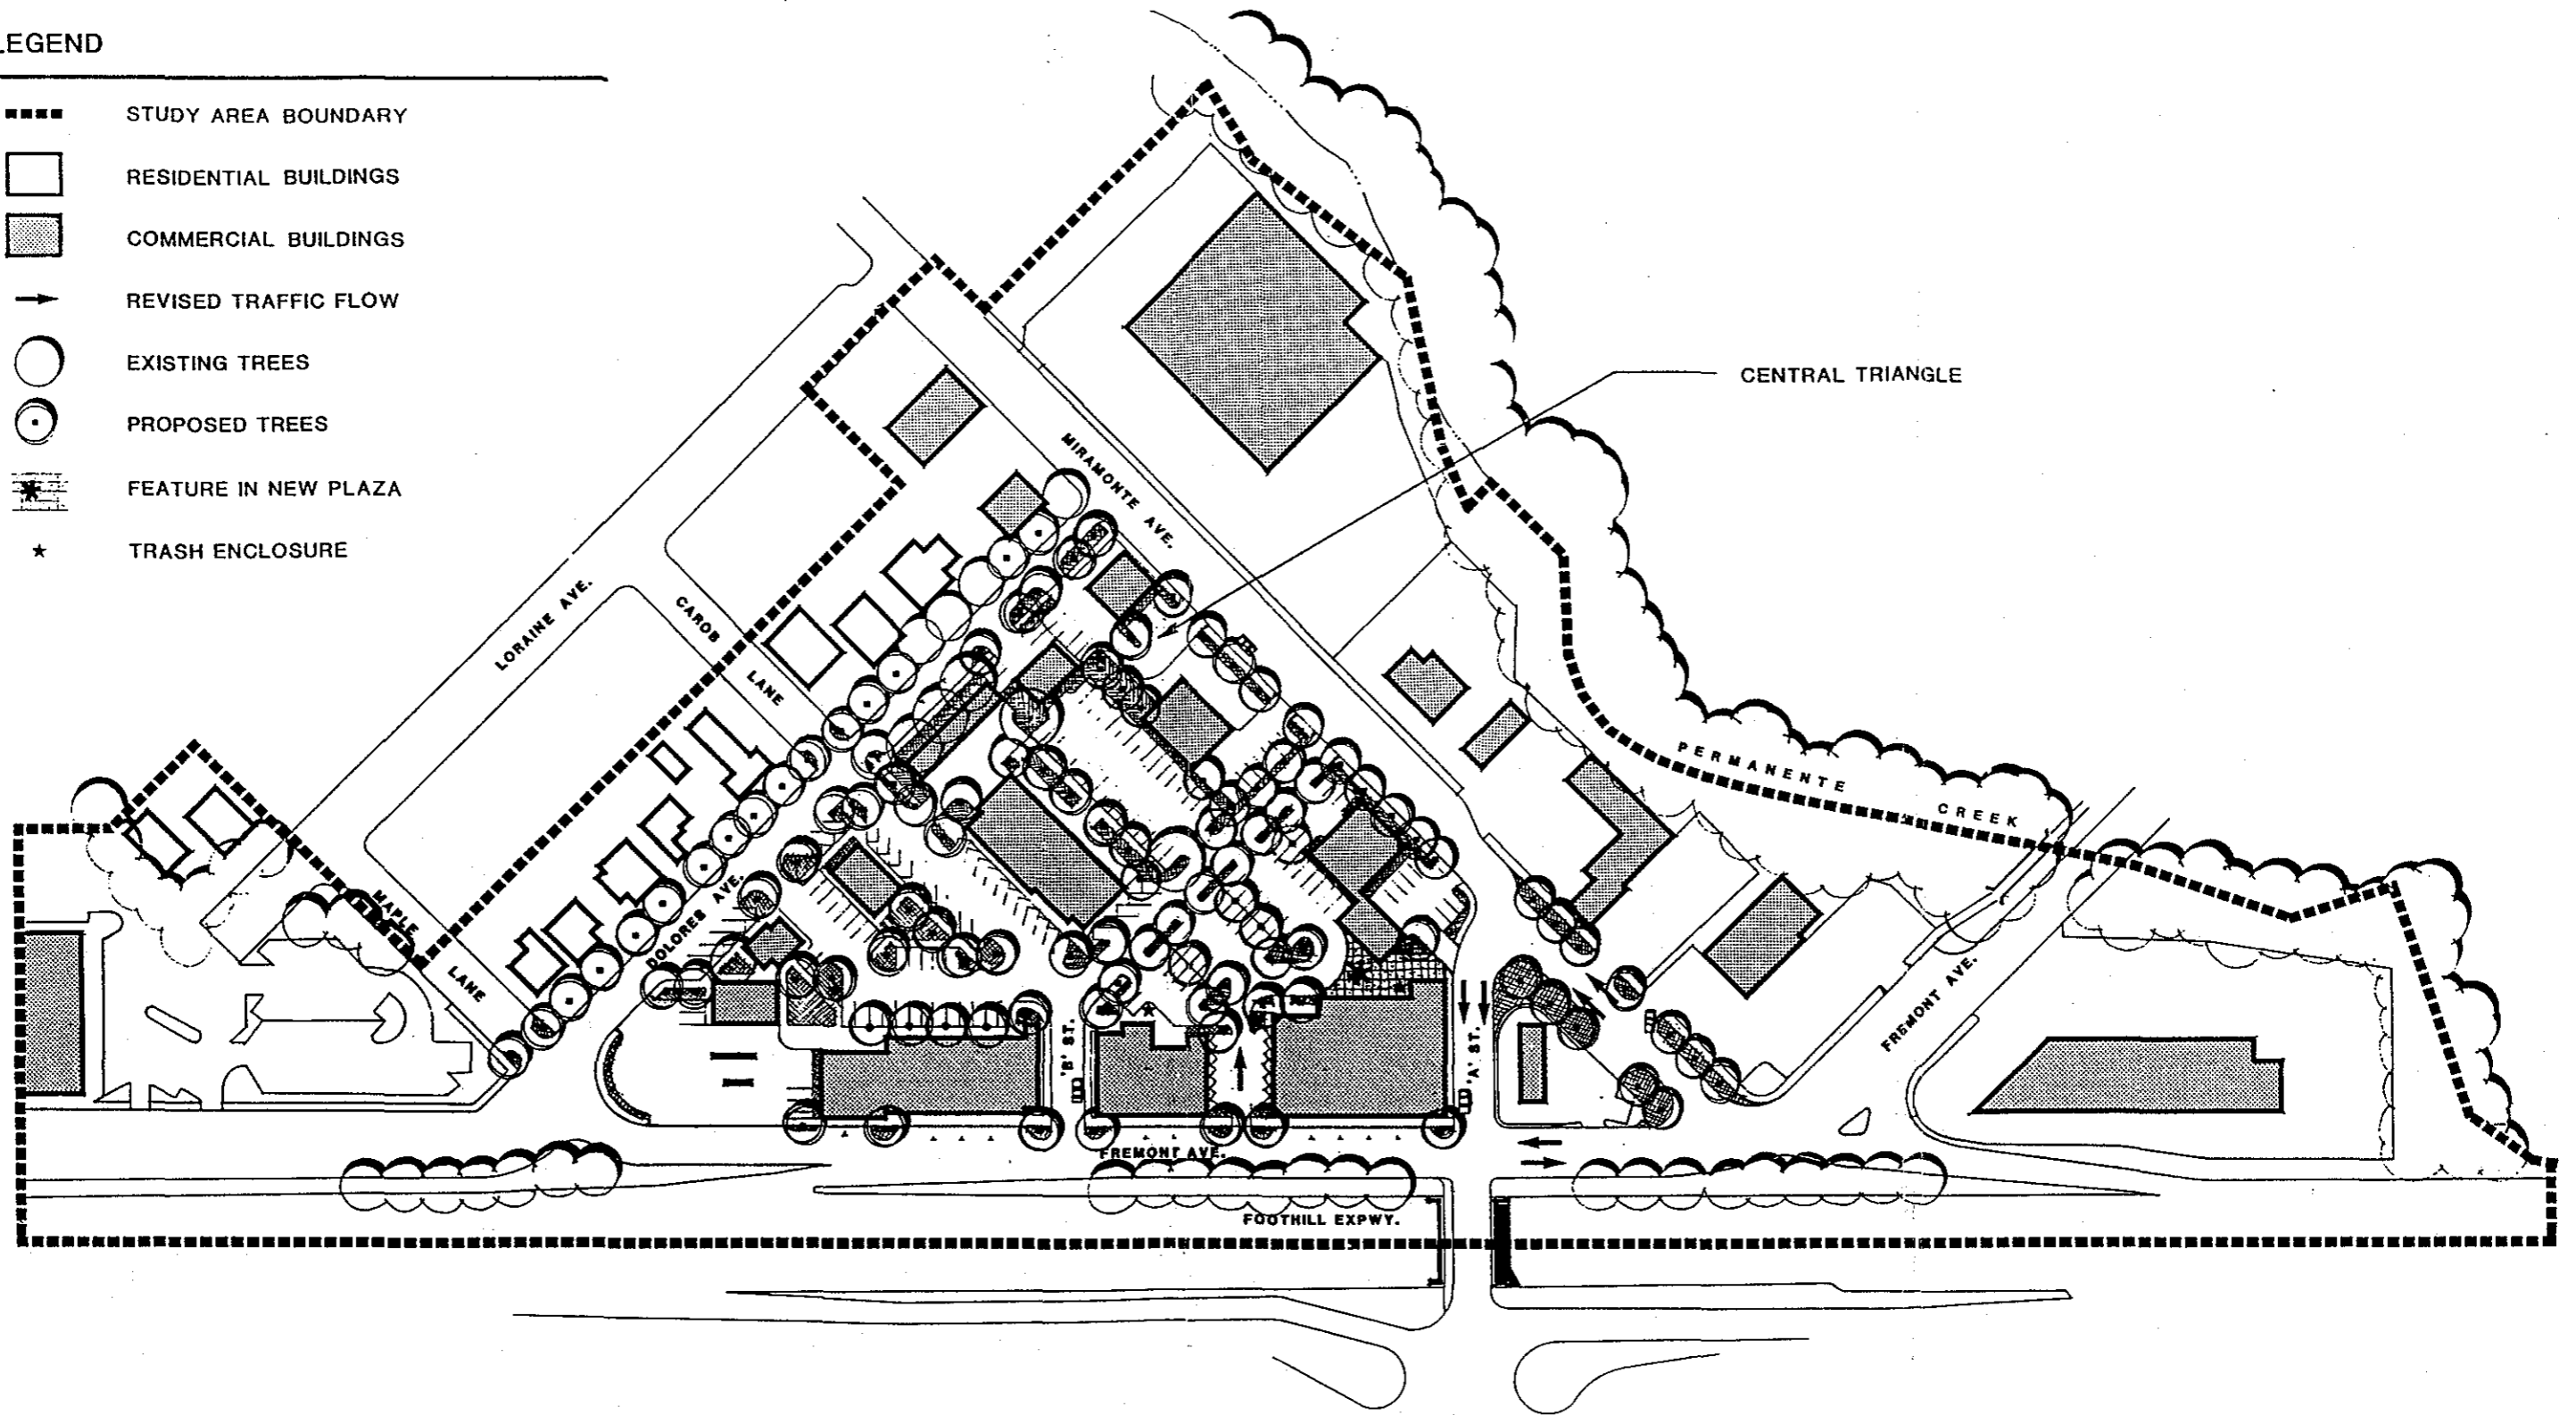 LEGEND
STUDY AREA BOUNDARY
RESIDENTIAL BUILDINGS
COMMERCIAL BUILDINGS
REVISED TRAFFIC FLOW
EXISTING TREES
PROPOSED TREES
FEATURE IN NEW PLAZA
TRASH ENCLOSURE
CENTRAL TRIANGLE
MIRAMONTE AVE.
LORAINE AVE.
CAROB LANE
PERMANENTE CREEK
MAPLE LANE
DOLORES AVE.
FREMONT AVE.
'B' ST.
'A' ST.
FREMONT AVE.
FOOTHILL EXPWY.